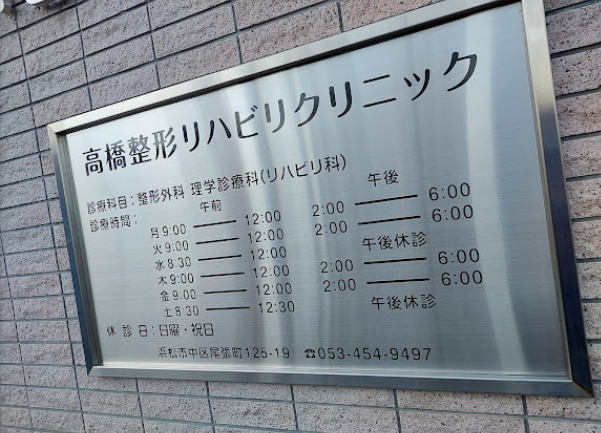 高橋整形リハビリクリニック
診療科目:整形外科 理学診療科(リハビリ科)
診療時間: 午前 午後
月9:00 ── 12:00 2:00 ── 6:00
火9:00 ── 12:00 2:00 ── 6:00
水8:30 ── 12:00 午後休診
木9:00 ── 12:00 2:00 ── 6:00
金9:00 ── 12:00 2:00 ── 6:00
土8:30 ── 12:30 午後休診
休診日:日曜・祝日
浜松市中区尾張町125-19 ☎053-454-9497